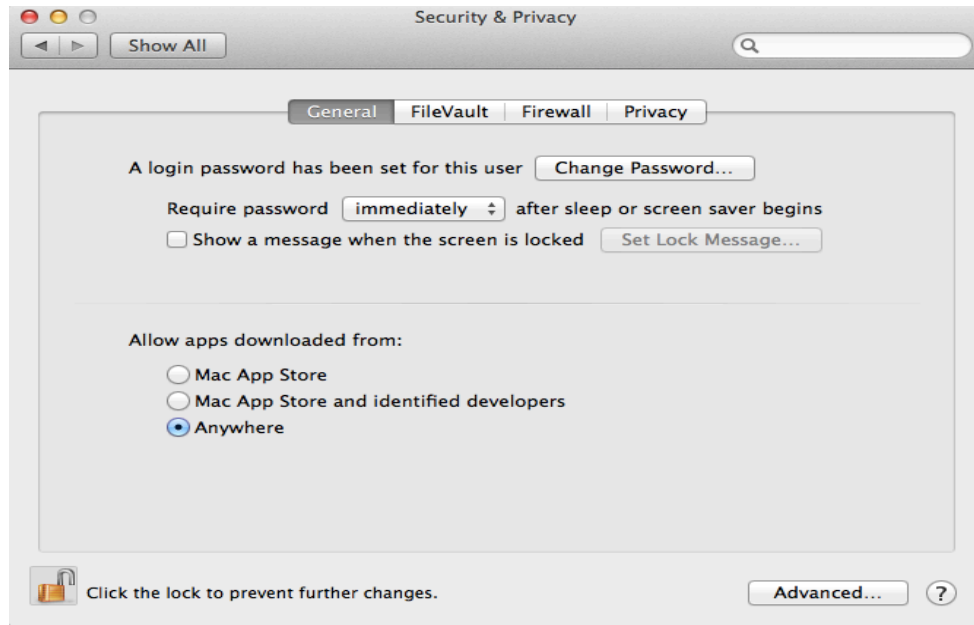 Security & Privacy
Show All
General FileVault Firewall Privacy
A login password has been set for this user Change Password...
Require password immediately after sleep or screen saver begins
Show a message when the screen is locked Set Lock Message...
Allow apps downloaded from:
Mac App Store
Mac App Store and identified developers
Anywhere
Click the lock to prevent further changes. Advanced... ?